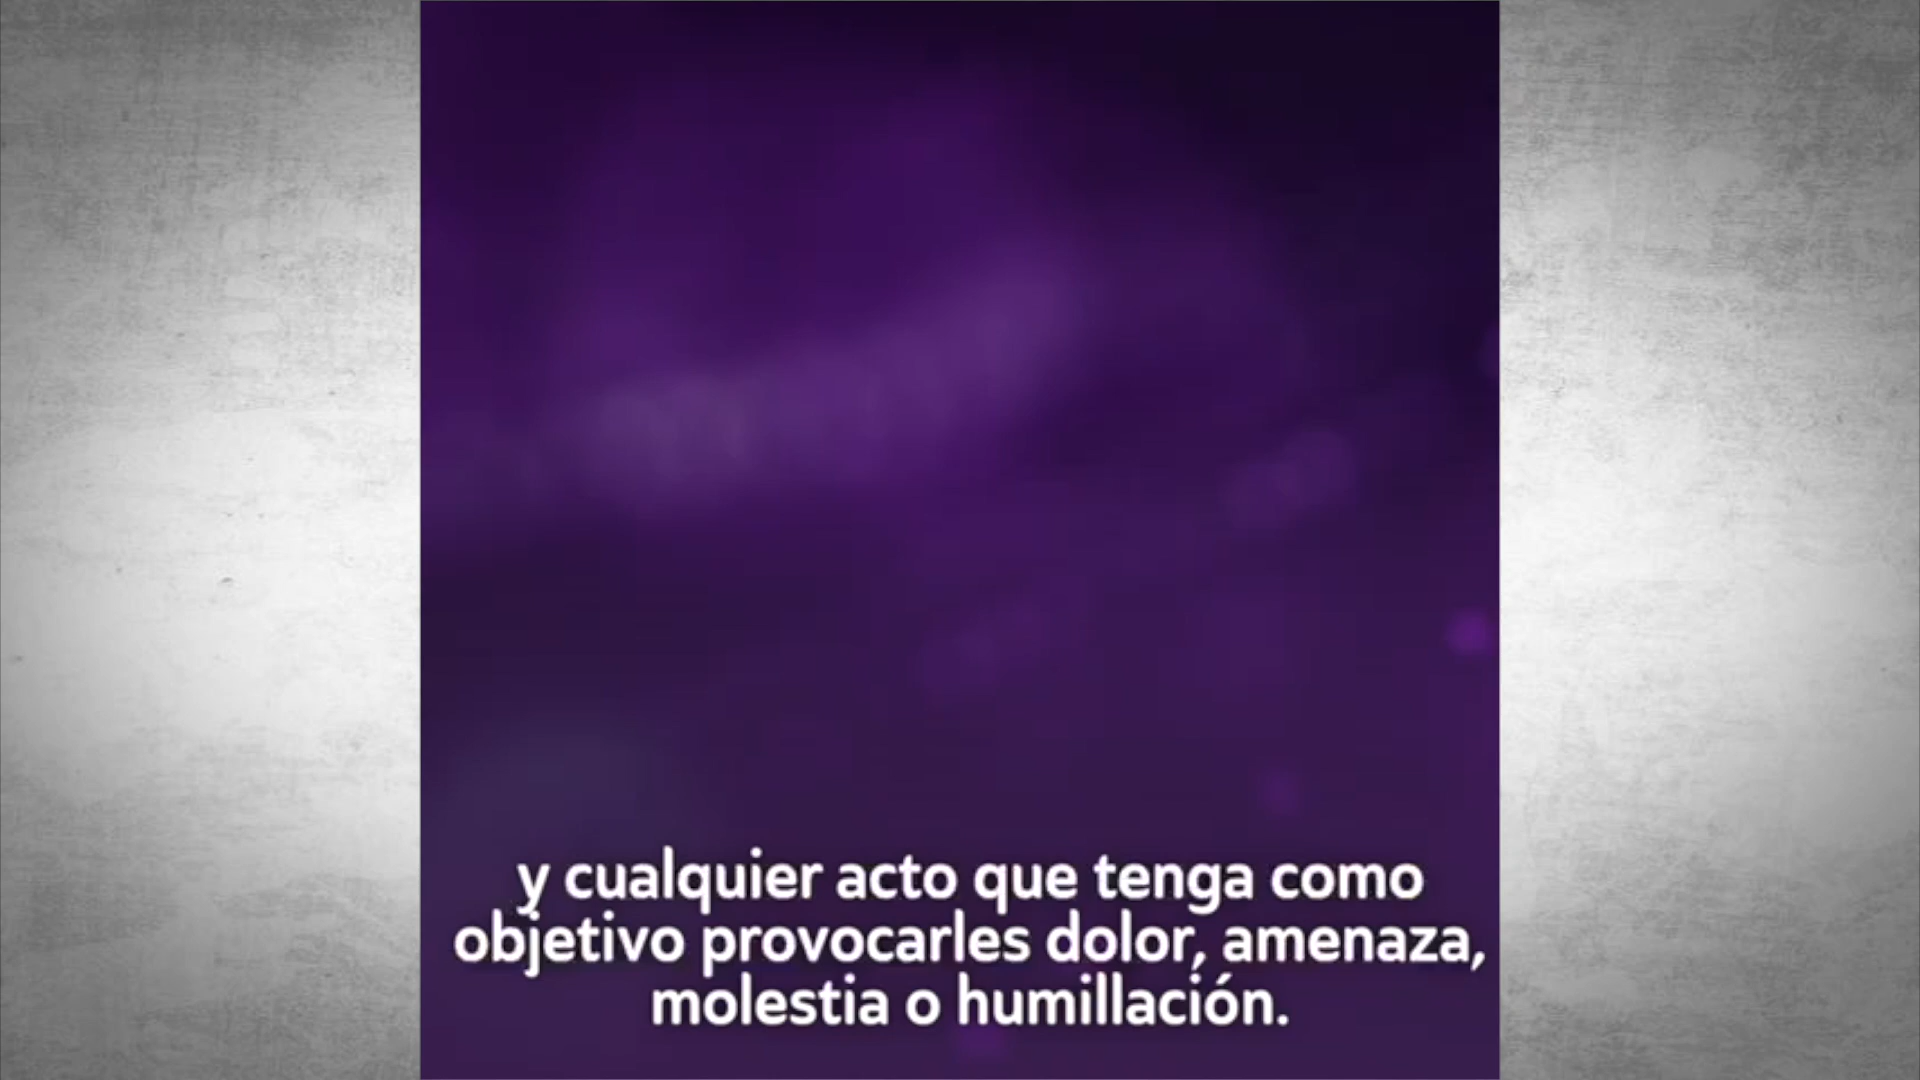 y cualquier acto que tenga como
objetivo provocarles dolor, amenaza,
molestia o humillación.